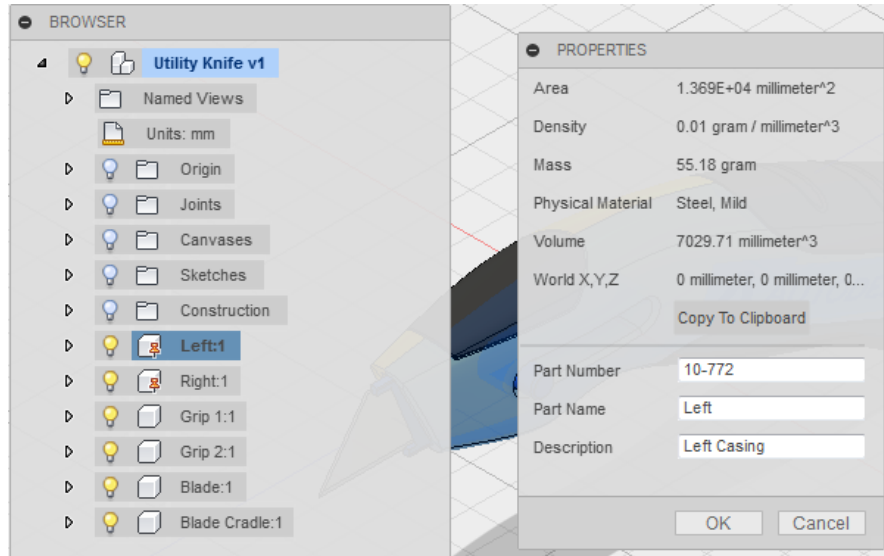 BROWSER
Utility Knife v1
Named Views
Units: mm
Origin
Joints
Canvases
Sketches
Construction
Left:1
Right:1
Grip 1:1
Grip 2:1
Blade:1
Blade Cradle:1
PROPERTIES
Area 1.369E+04 millimeter^2
Density 0.01 gram / millimeter^3
Mass 55.18 gram
Physical Material Steel, Mild
Volume 7029.71 millimeter^3
World X,Y,Z 0 millimeter, 0 millimeter, 0...
Copy To Clipboard
Part Number 10-772
Part Name Left
Description Left Casing
OK Cancel